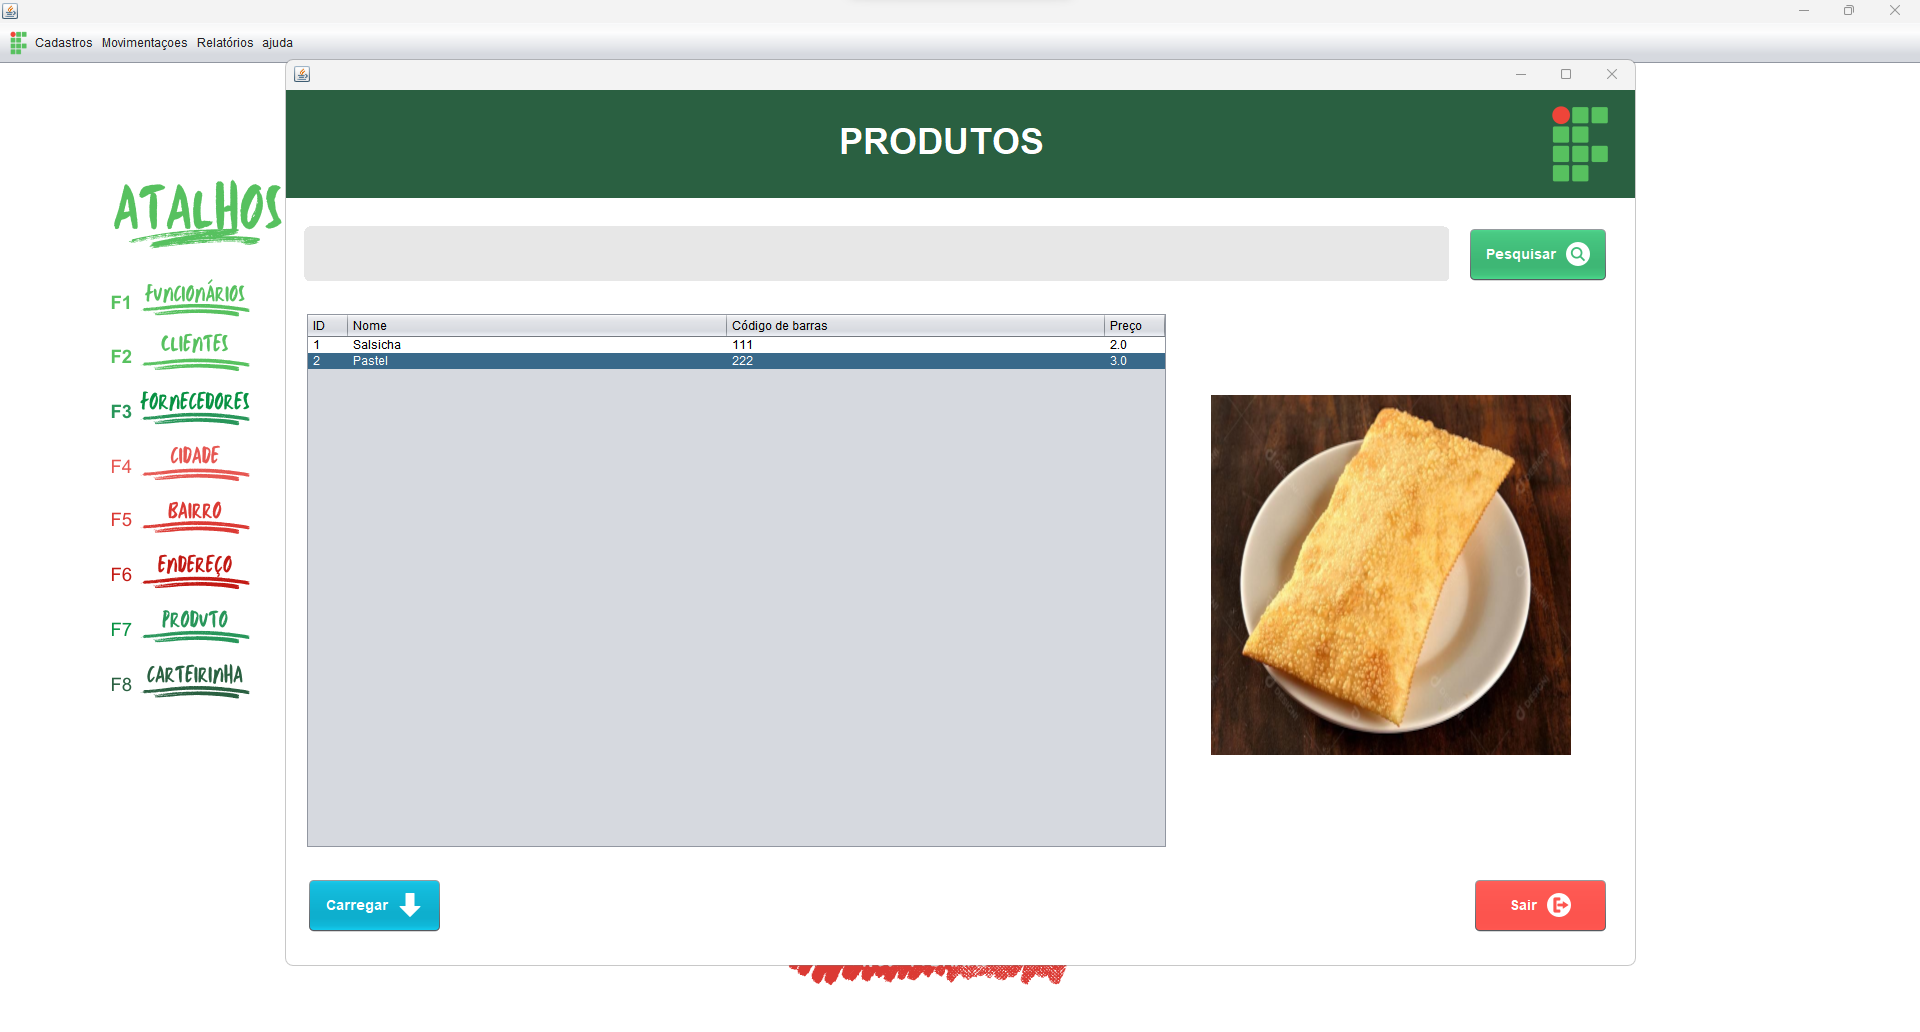 Cadastros Movimentaçoes Relatórios ajuda
PRODUTOS
ATALHOS
F1 FUNCIONÁRIOS
F2 CLIENTES
F3 FORNECEDORES
F4 CIDADE
F5 BAIRRO
F6 ENDEREÇO
F7 PRODUTO
F8 CARTEIRINHA
Pesquisar
ID Nome Código de barras Preço
1 Salsicha 111 2.0
2 Pastel 222 3.0
Carregar
Sair